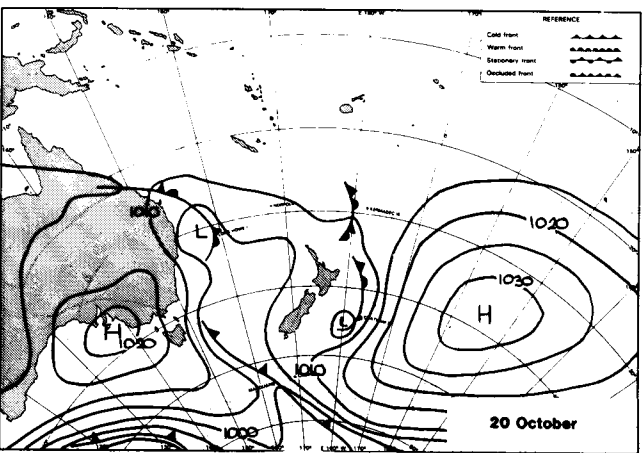 REFERENCE
Cold front
Warm front
Stationary front
Occluded front
1020
1010
L
1030
H
H
1020
L
1010
1000
20 October